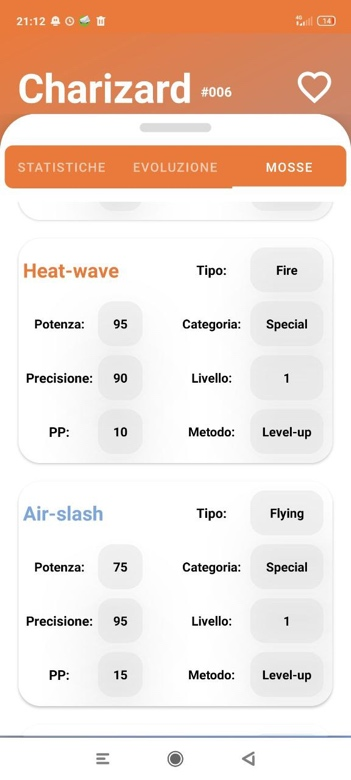 21:12
4G
14
Charizard #006
STATISTICHE EVOLUZIONE MOSSE
Heat-wave Tipo: Fire
Potenza: 95 Categoria: Special
Precisione: 90 Livello: 1
PP: 10 Metodo: Level-up
Air-slash Tipo: Flying
Potenza: 75 Categoria: Special
Precisione: 95 Livello: 1
PP: 15 Metodo: Level-up